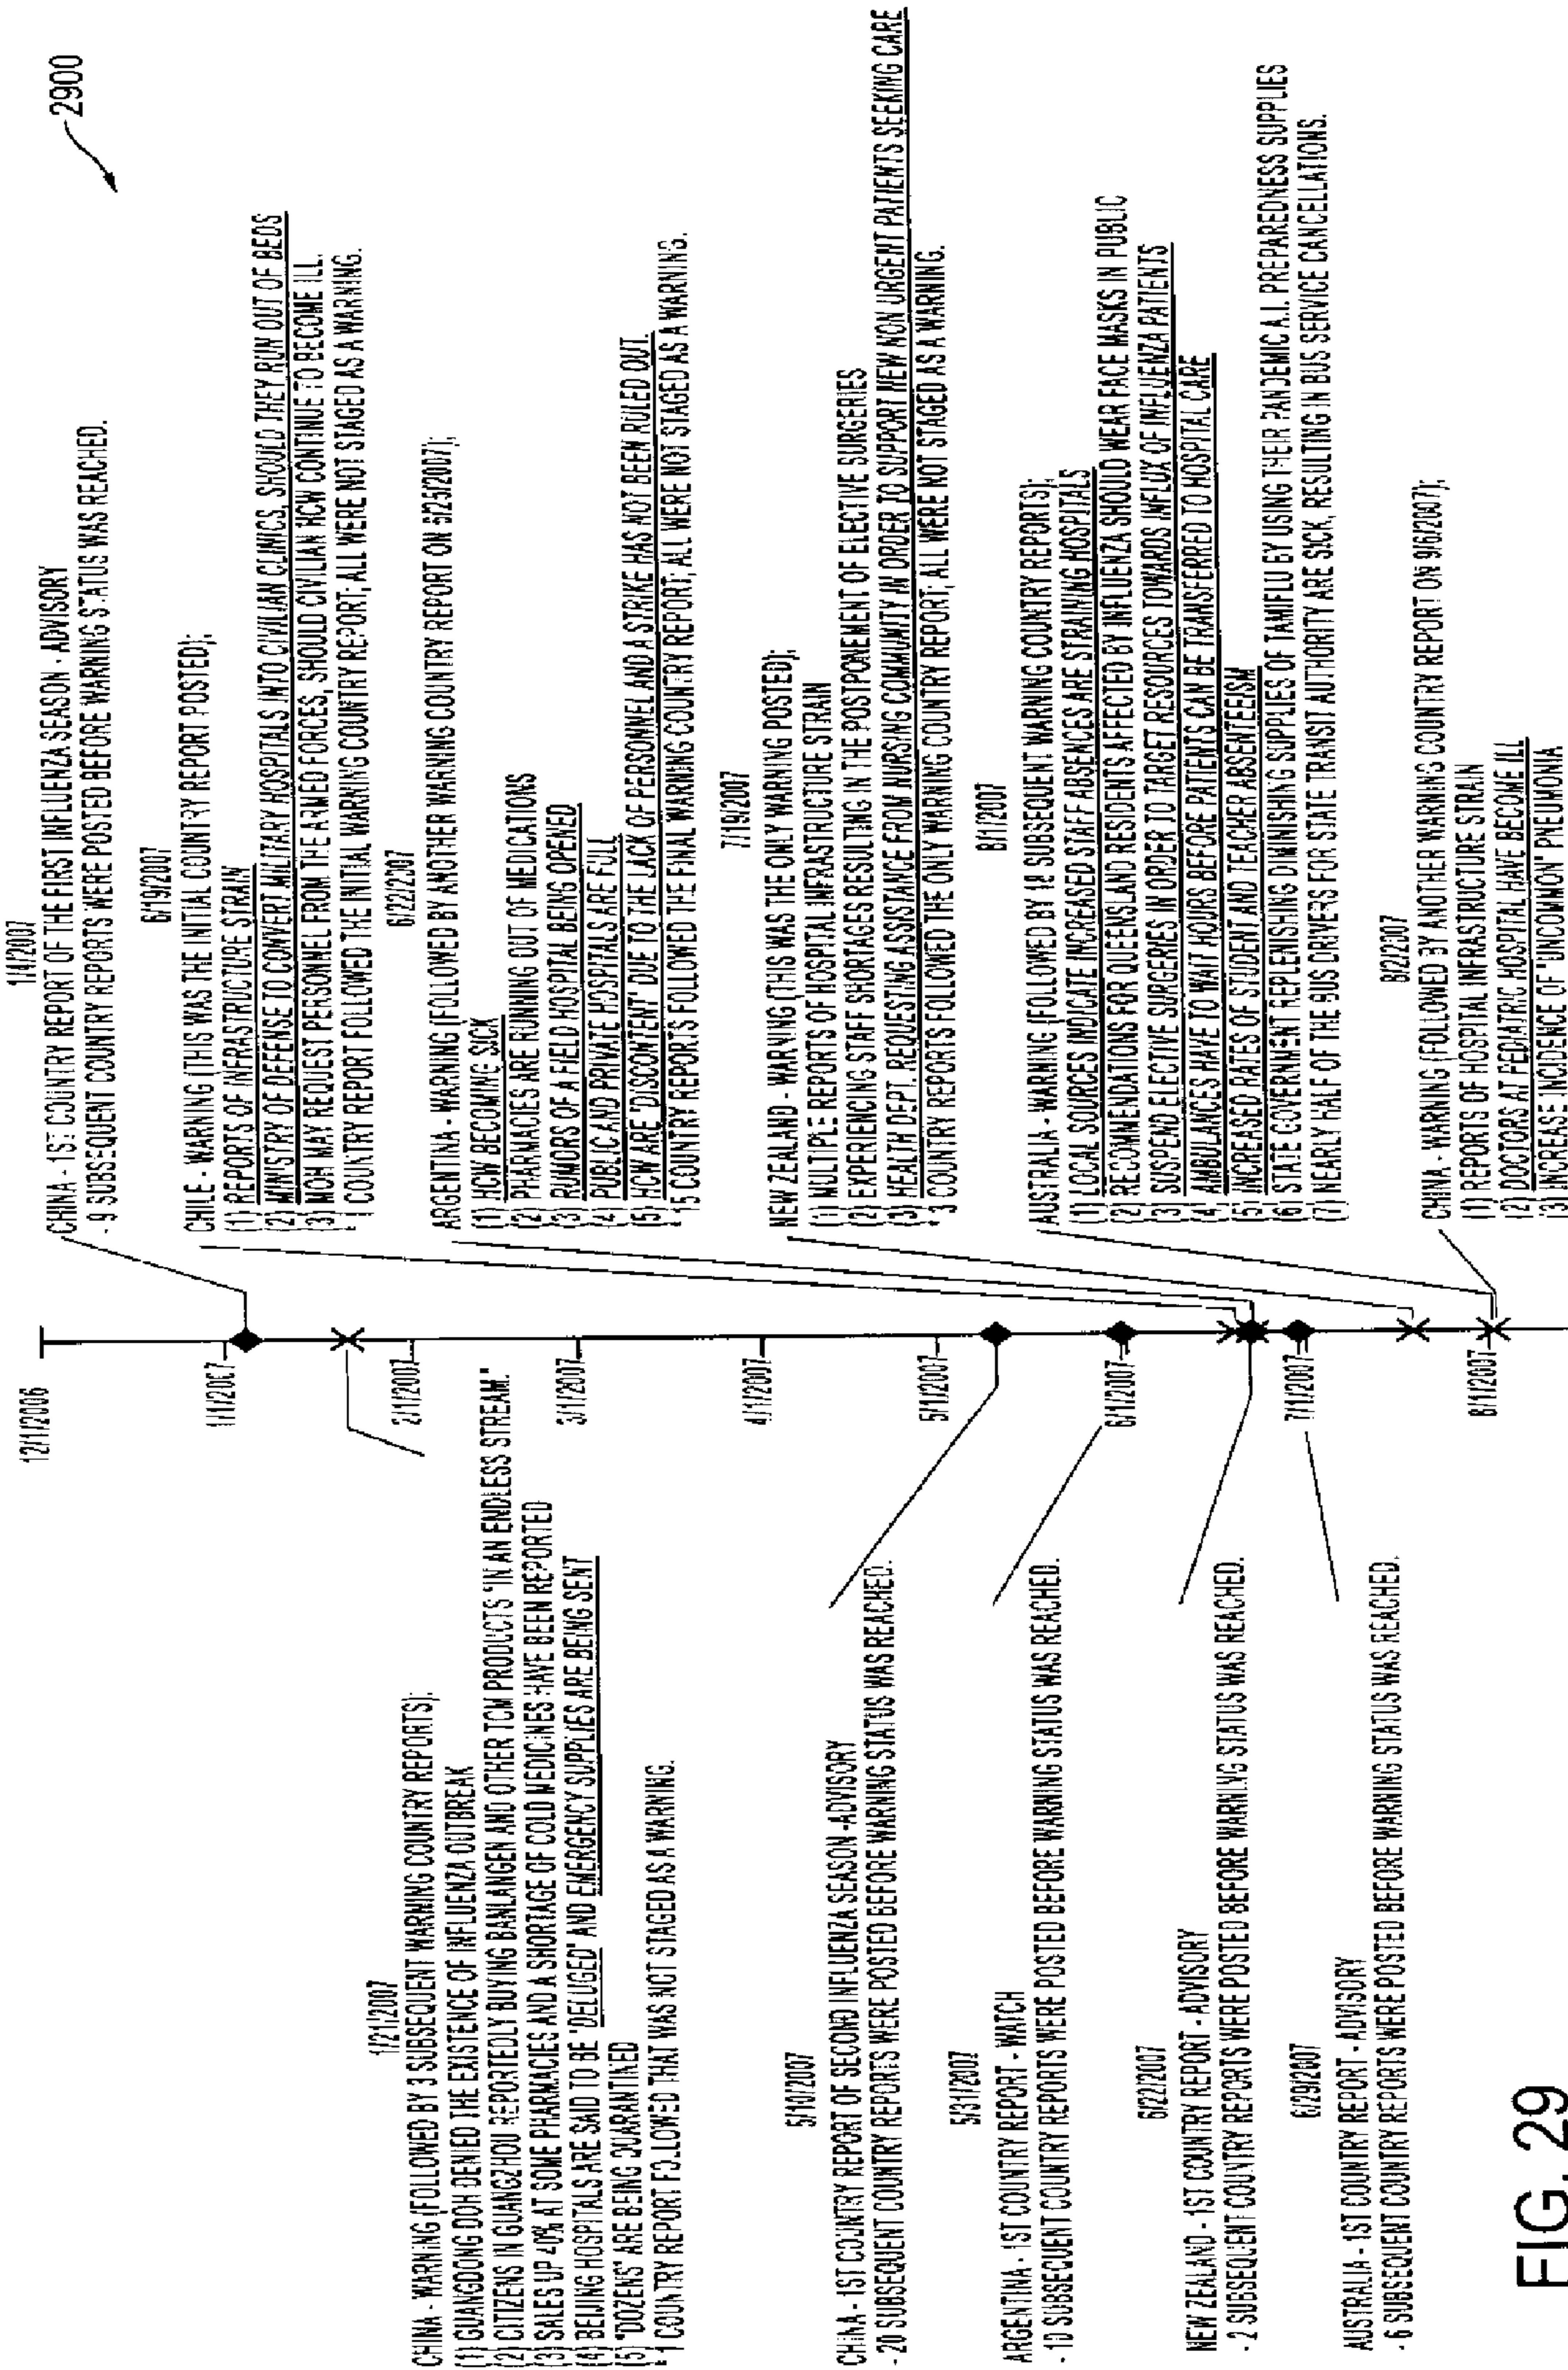 2900
1/4/2007
CHINA - 1ST COUNTRY REPORT OF THE FIRST INFLUENZA SEASON - ADVISORY
- 9 SUBSEQUENT COUNTRY REPORTS WERE POSTED BEFORE WARNING STATUS WAS REACHED.
6/19/2007
CHILE - WARNING (THIS WAS THE INITIAL COUNTRY REPORT POSTED);
(1) REPORTS OF INFRASTRUCTURE STRAIN
(2) MINISTRY OF DEFENSE TO CONVERT MILITARY HOSPITALS INTO CIVILIAN CLINICS, SHOULD THEY RUN OUT OF BEDS
(3) MOH MAY REQUEST PERSONNEL FROM THE ARMED FORCES, SHOULD CIVILIAN HCW CONTINUE TO BECOME ILL.
* 1 COUNTRY REPORT FOLLOWED THE INITIAL WARNING COUNTRY REPORT; ALL WERE NOT STAGED AS A WARNING.
6/22/2007
ARGENTINA - WARNING (FOLLOWED BY ANOTHER WARNING COUNTRY REPORT ON 6/25/2007);
(1) HCW BECOMING SICK
(2) PHARMACIES ARE RUNNING OUT OF MEDICATIONS
(3) RUMORS OF A FIELD HOSPITAL BEING OPENED
(4) PUBLIC AND PRIVATE HOSPITALS ARE FULL
(5) HCW ARE 'DISCONTENT' DUE TO THE LACK OF PERSONNEL AND A STRIKE HAS NOT BEEN RULED OUT.
* 15 COUNTRY REPORTS FOLLOWED THE FINAL WARNING COUNTRY REPORT; ALL WERE NOT STAGED AS A WARNING.
7/19/2007
NEW ZEALAND - WARNING (THIS WAS THE ONLY WARNING POSTED);
(1) MULTIPLE REPORTS OF HOSPITAL INFRASTRUCTURE STRAIN
(2) EXPERIENCING STAFF SHORTAGES RESULTING IN THE POSTPONEMENT OF ELECTIVE SURGERIES
(3) HEALTH DEPT. REQUESTING ASSISTANCE FROM NURSING COMMUNITY IN ORDER TO SUPPORT NEW NON URGENT PATIENTS SEEKING CARE
* 3 COUNTRY REPORTS FOLLOWED THE ONLY WARNING COUNTRY REPORT; ALL WERE NOT STAGED AS A WARNING.
8/1/2007
AUSTRALIA - WARNING (FOLLOWED BY 18 SUBSEQUENT WARNING COUNTRY REPORTS);
(1) LOCAL SOURCES INDICATE INCREASED STAFF ABSENCES ARE STRAINING HOSPITALS
(2) RECOMMENDATIONS FOR QUEENSLAND RESIDENTS AFFECTED BY INFLUENZA SHOULD WEAR FACE MASKS IN PUBLIC
(3) SUSPEND ELECTIVE SURGERIES IN ORDER TO TARGET RESOURCES TOWARDS INFLUX OF INFLUENZA PATIENTS
(4) AMBULANCES HAVE TO WAIT HOURS BEFORE PATIENTS CAN BE TRANSFERRED TO HOSPITAL CARE
(5) INCREASED RATES OF STUDENT AND TEACHER ABSENTEEISM
(6) STATE GOVERNMENT REPLENISHING DIMINISHING SUPPLIES OF TAMIFLU BY USING THEIR PANDEMIC A.I. PREPAREDNESS SUPPLIES
(7) NEARLY HALF OF THE BUS DRIVERS FOR STATE TRANSIT AUTHORITY ARE SICK, RESULTING IN BUS SERVICE CANCELLATIONS.
8/22/2007
CHINA - WARNING (FOLLOWED BY ANOTHER WARNING COUNTRY REPORT ON 9/6/2007);
(1) REPORTS OF HOSPITAL INFRASTRUCTURE STRAIN
(2) DOCTORS AT PEDIATRIC HOSPITAL HAVE BECOME ILL
(3) INCREASE INCIDENCE OF 'UNCOMMON' PNEUMONIA
12/1/2006
1/1/2007
2/1/2007
3/1/2007
4/1/2007
5/1/2007
6/1/2007
7/1/2007
8/1/2007
1/21/2007
CHINA - WARNING (FOLLOWED BY 3 SUBSEQUENT WARNING COUNTRY REPORTS);
(1) GUANGDONG DOH DENIED THE EXISTENCE OF INFLUENZA OUTBREAK
(2) CITIZENS IN GUANGZHOU REPORTEDLY BUYING BANLANGEN AND OTHER TCM PRODUCTS "IN AN ENDLESS STREAM."
(3) SALES UP 40% AT SOME PHARMACIES AND A SHORTAGE OF COLD MEDICINES HAVE BEEN REPORTED
(4) BEIJING HOSPITALS ARE SAID TO BE 'DELUGED' AND EMERGENCY SUPPLIES ARE BEING SENT
(5) "DOZENS" ARE BEING QUARANTINED
* 1 COUNTRY REPORT FOLLOWED THAT WAS NOT STAGED AS A WARNING.
5/10/2007
CHINA - 1ST COUNTRY REPORT OF SECOND INFLUENZA SEASON -ADVISORY
- 20 SUBSEQUENT COUNTRY REPORTS WERE POSTED BEFORE WARNING STATUS WAS REACHED.
5/31/2007
ARGENTINA - 1ST COUNTRY REPORT - WATCH
- 10 SUBSECUENT COUNTRY REPORTS WERE POSTED BEFORE WARNING STATUS WAS REACHED.
6/22/2007
NEW ZEALAND - 1ST COUNTRY REPORT - ADVISORY
- 2 SUBSEQUENT COUNTRY REPORTS WERE POSTED BEFORE WARNING STATUS WAS REACHED.
6/29/2007
AUSTRALIA - 1ST COUNTRY REPORT - ADVISORY
- 6 SUBSEQUENT COUNTRY REPORTS WERE POSTED BEFORE WARNING STATUS WAS REACHED.
FIG. 29